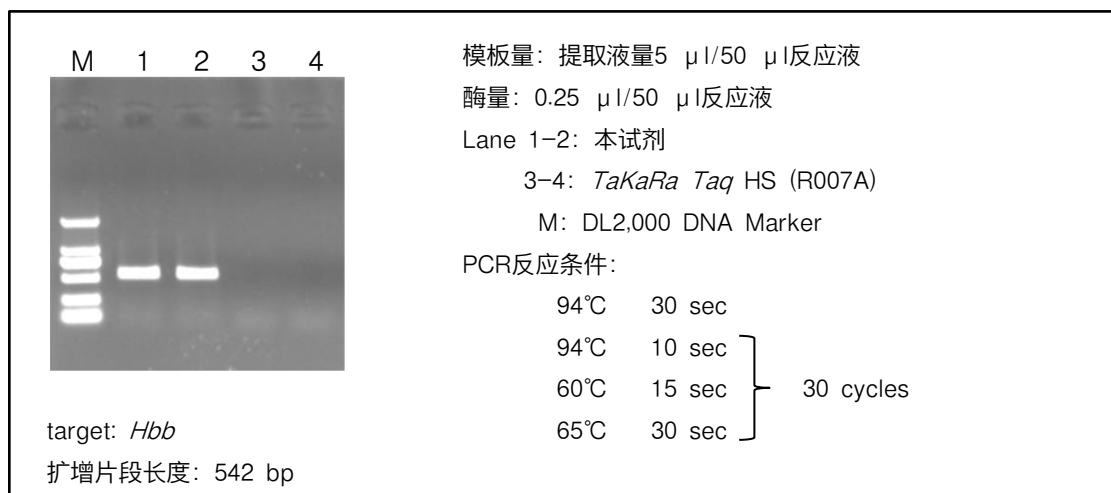 M 1 2 3 4
target: Hbb
扩增片段长度: 542 bp
模板量: 提取液量5 μl/50 μl反应液
酶量: 0.25 μl/50 μl反应液
Lane 1-2: 本试剂
3-4: TaKaRa Taq HS (R007A)
M: DL2,000 DNA Marker
PCR反应条件:
94℃ 30 sec
94℃ 10 sec
60℃ 15 sec
65℃ 30 sec
30 cycles